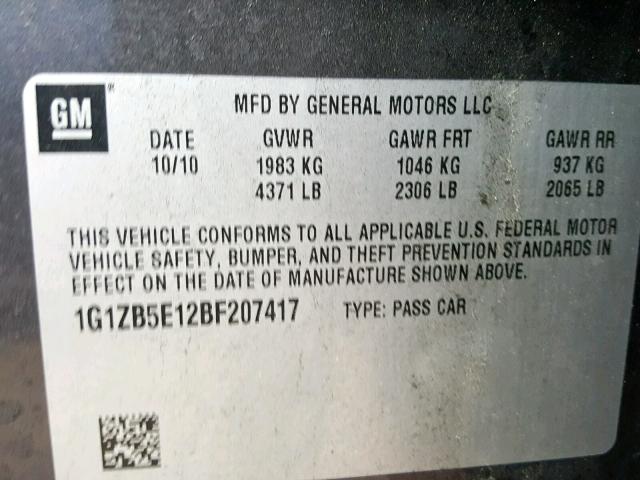 GM®
MFD BY GENERAL MOTORS LLC
DATE GVWR GAWR FRT GAWR RR
10/10 1983 KG 1046 KG 937 KG
4371 LB 2306 LB 2065 LB
THIS VEHICLE CONFORMS TO ALL APPLICABLE U.S. FEDERAL MOTOR
VEHICLE SAFETY, BUMPER, AND THEFT PREVENTION STANDARDS IN
EFFECT ON THE DATE OF MANUFACTURE SHOWN ABOVE.
1G1ZB5E12BF207417 TYPE: PASS CAR